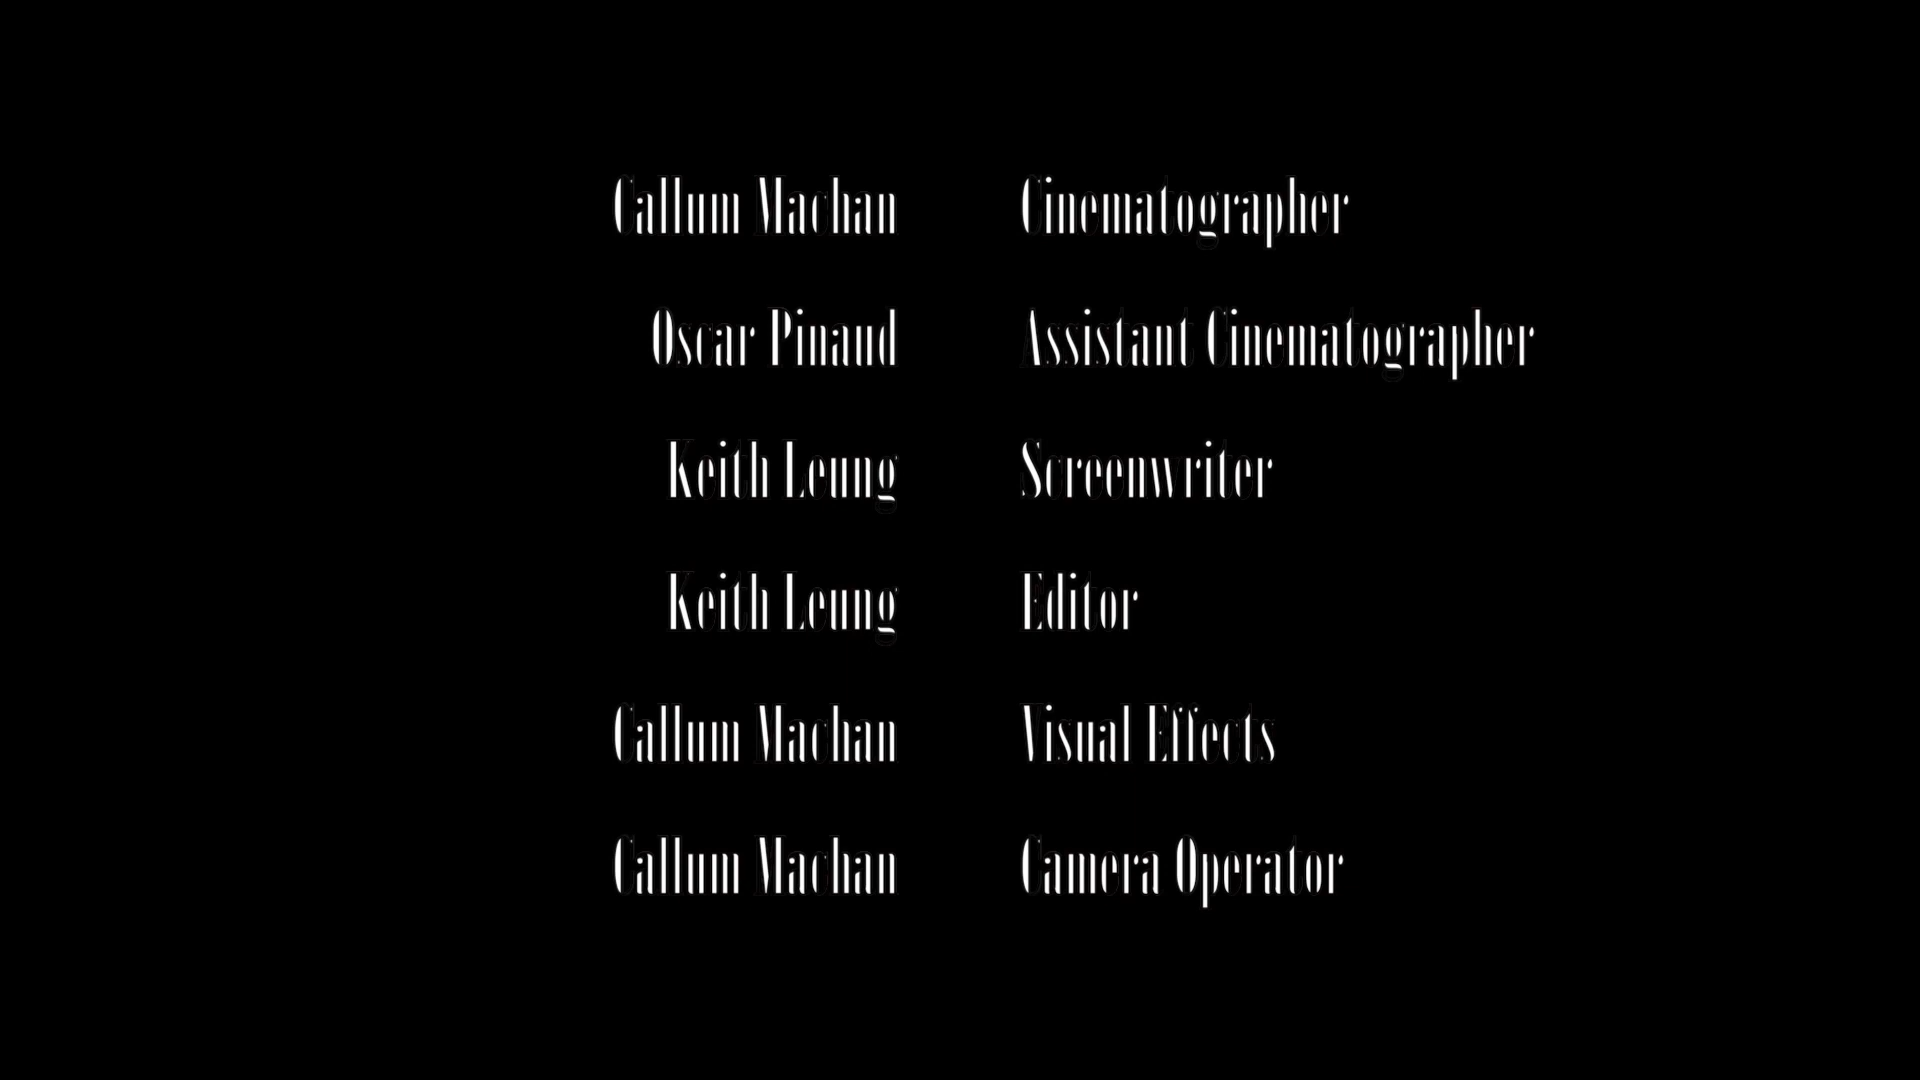 Callum Machan Cinematographer
Oscar Pinaud Assistant Cinematographer
Keith Leung Screenwriter
Keith Leung Editor
Callum Machan Visual Effects
Callum Machan Camera Operator